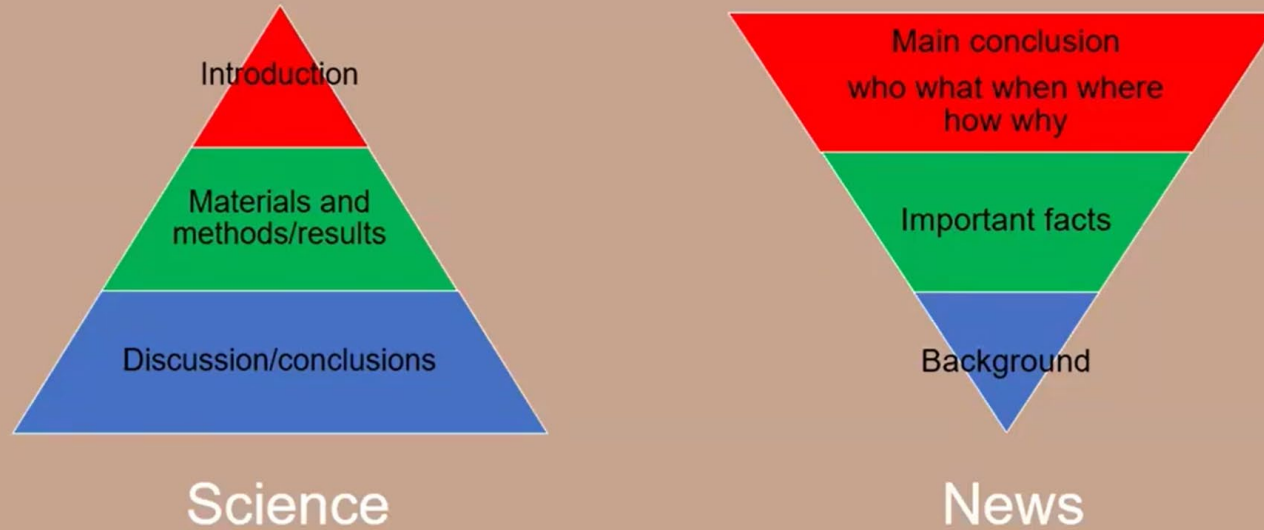 Introduction
Materials and
methods/results
Discussion/conclusions
Science
Main conclusion
who what when where
how why
Important facts
Background
News